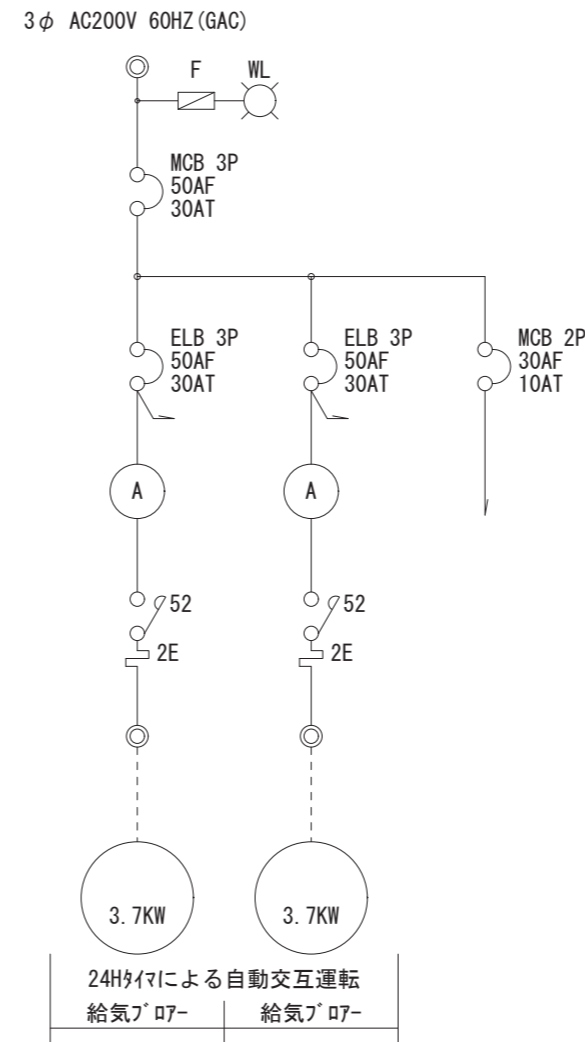 3φ AC200V 60HZ(GAC)
F
WL
MCB 3P
50AF
30AT
ELB 3P
50AF
30AT
ELB 3P
50AF
30AT
MCB 2P
30AF
10AT
A
A
52
52
2E
2E
3.7KW
3.7KW
24Hﾀｲﾏによる自動交互運転
給気ﾌﾞﾛｱｰ
給気ﾌﾞﾛｱｰ